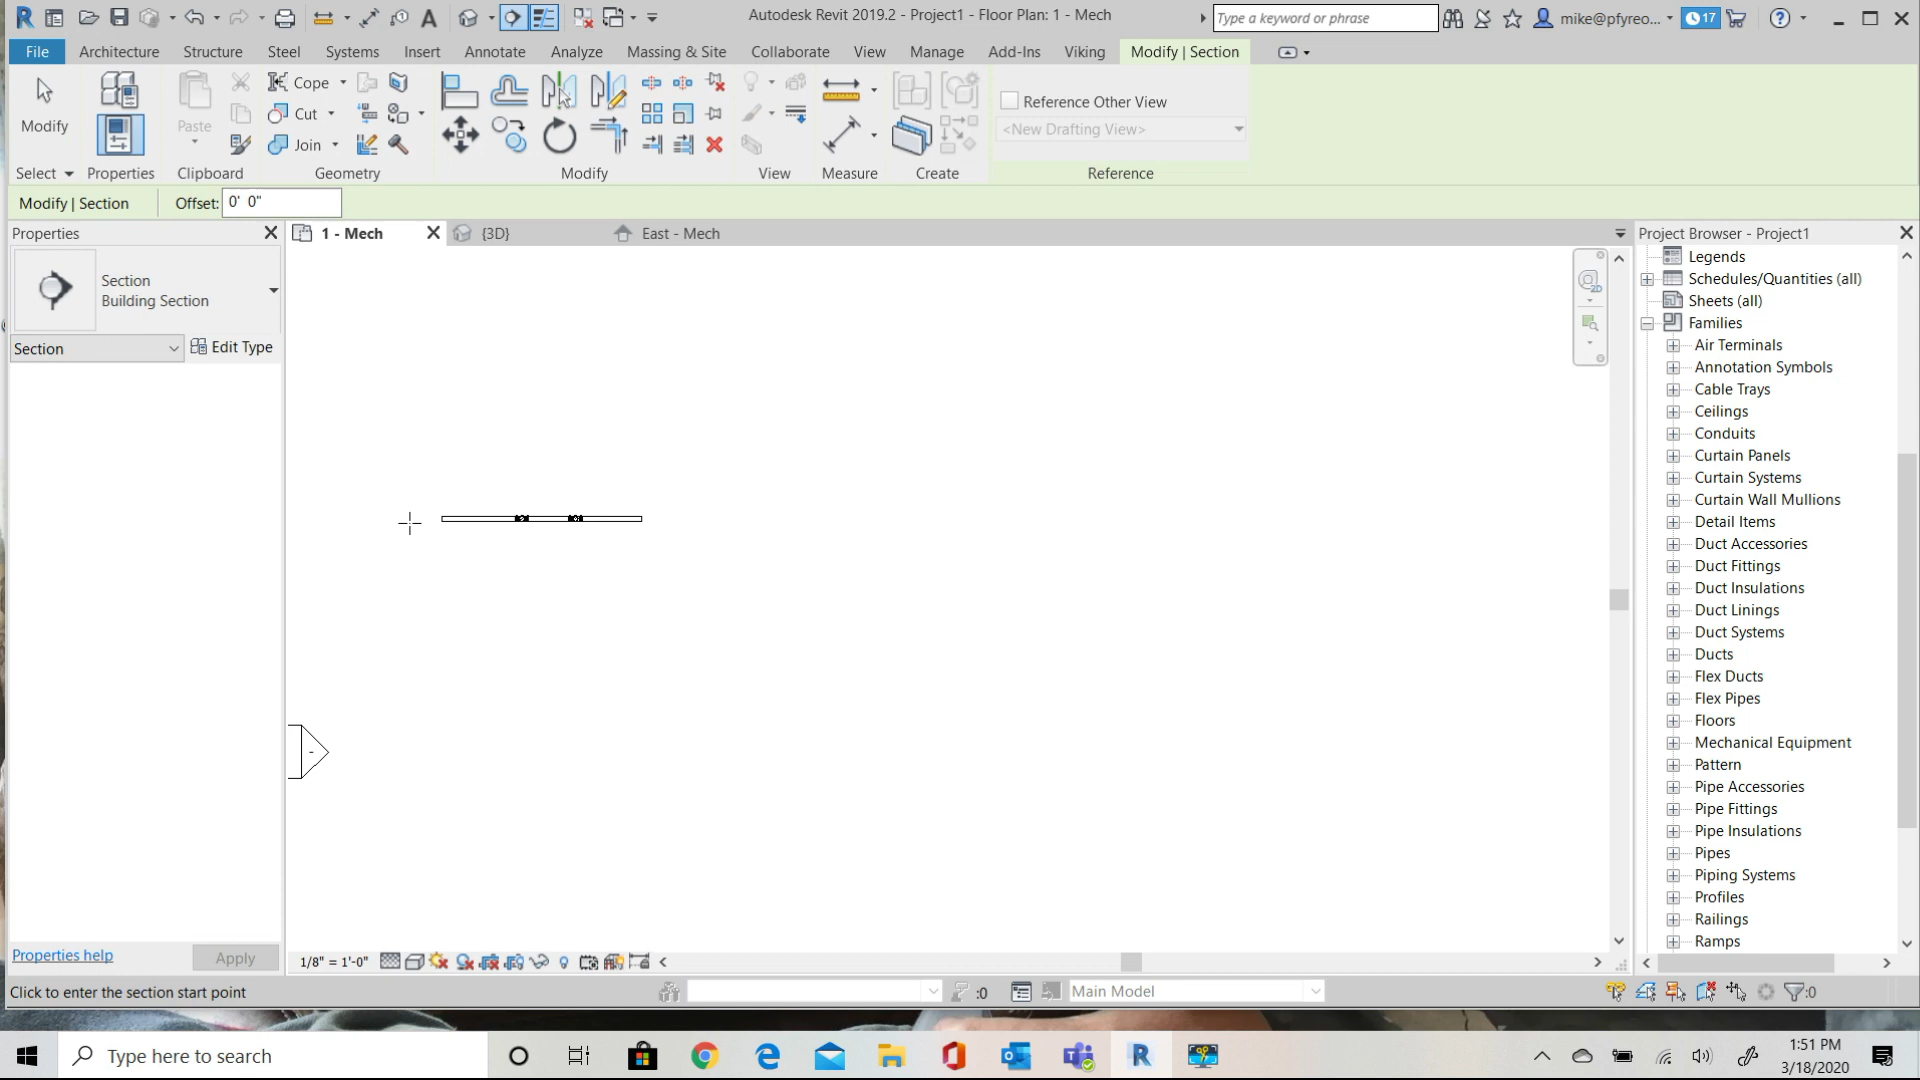 Autodesk Revit 2019.2 - Project1 - Floor Plan: 1 - Mech
Type a keyword or phrase
mike@pfyreo...
17
File
Architecture
Structure
Steel
Systems
Insert
Annotate
Analyze
Massing & Site
Collaborate
View
Manage
Add-Ins
Viking
Modify | Section
Modify
Paste
Cope
Cut
Join
Reference Other View
<New Drafting View>
Select
Properties
Clipboard
Geometry
Modify
View
Measure
Create
Reference
Modify | Section
Offset:
0' 0"
Properties
1 - Mech
{3D}
East - Mech
Project Browser - Project1
Section
Building Section
Section
Edit Type
Properties help
Apply
2D
Legends
Schedules/Quantities (all)
Sheets (all)
Families
Air Terminals
Annotation Symbols
Cable Trays
Ceilings
Conduits
Curtain Panels
Curtain Systems
Curtain Wall Mullions
Detail Items
Duct Accessories
Duct Fittings
Duct Insulations
Duct Linings
Duct Systems
Ducts
Flex Ducts
Flex Pipes
Floors
Mechanical Equipment
Pattern
Pipe Accessories
Pipe Fittings
Pipe Insulations
Pipes
Piping Systems
Profiles
Railings
Ramps
1/8" = 1'-0"
Click to enter the section start point
:0
Main Model
:0
Type here to search
1:51 PM
3/18/2020